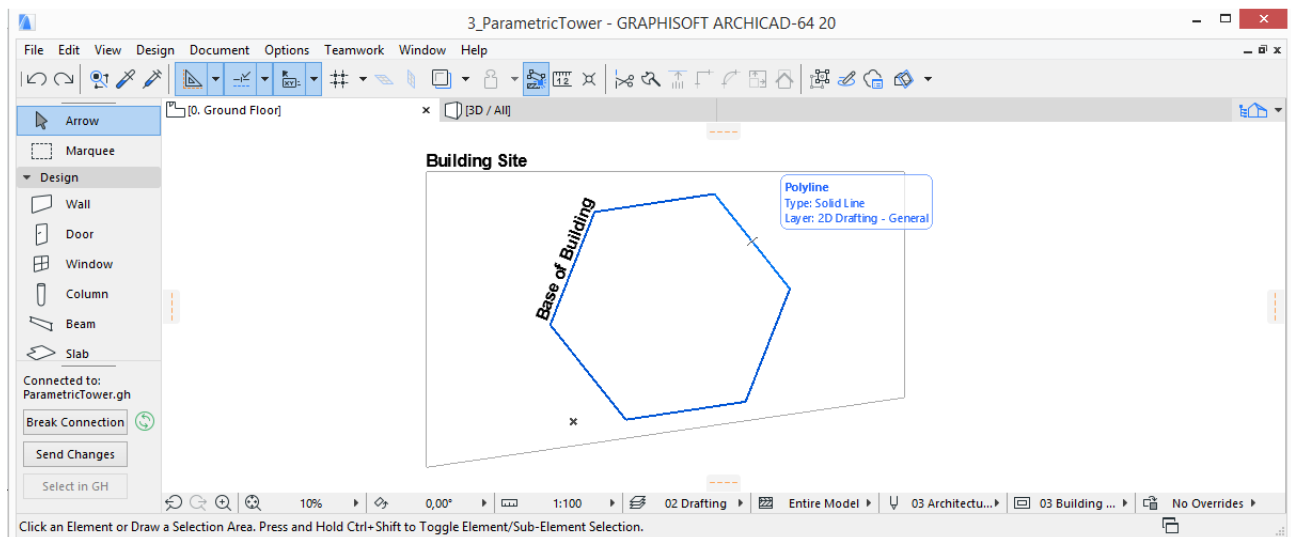 3_ParametricTower - GRAPHISOFT ARCHICAD-64 20
File Edit View Design Document Options Teamwork Window Help
Arrow
[0. Ground Floor]
[3D / All]
Marquee
Design
Wall
Door
Window
Column
Beam
Slab
Building Site
Base of Building
Polyline
Type: Solid Line
Layer: 2D Drafting - General
Connected to:
ParametricTower.gh
Break Connection
Send Changes
Select in GH
10% 0,00° 1:100 02 Drafting Entire Model 03 Architectu... 03 Building ... No Overrides
Click an Element or Draw a Selection Area. Press and Hold Ctrl+Shift to Toggle Element/Sub-Element Selection.